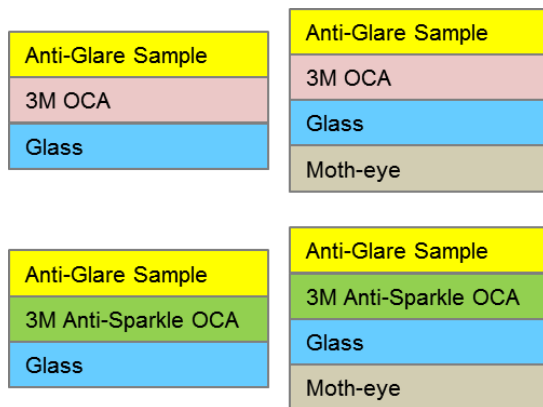 Anti-Glare Sample
3M OCA
Glass
Anti-Glare Sample
3M OCA
Glass
Moth-eye
Anti-Glare Sample
3M Anti-Sparkle OCA
Glass
Anti-Glare Sample
3M Anti-Sparkle OCA
Glass
Moth-eye